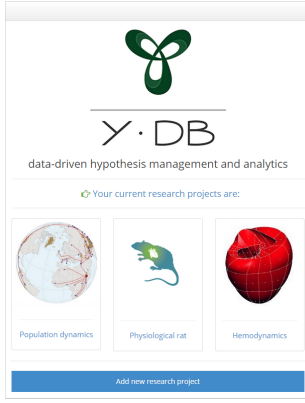 Y · DB
data-driven hypothesis management and analytics
Your current research projects are:
Population dynamics
Physiological rat
Hemodynamics
Add new research project